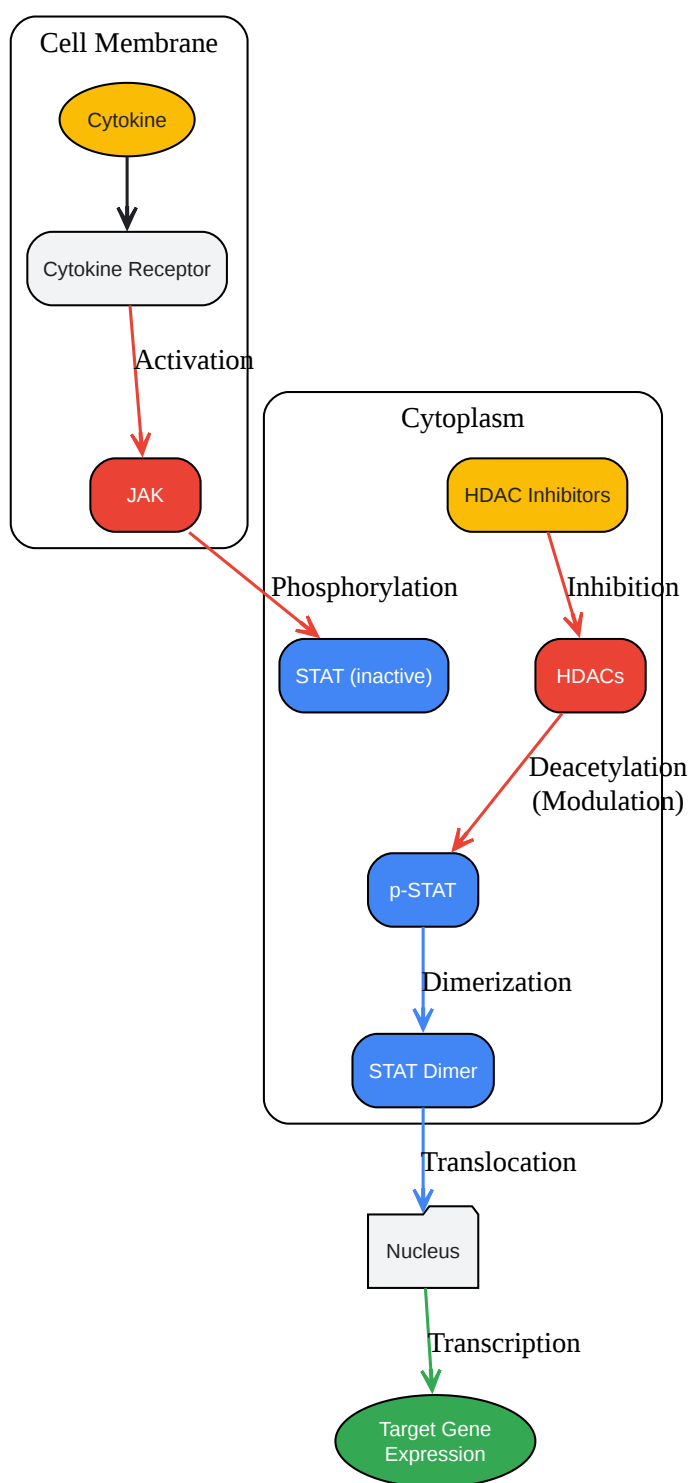 Cell Membrane
Cytokine
Cytokine Receptor
Activation
JAK
Cytoplasm
HDAC Inhibitors
Phosphorylation
Inhibition
STAT (inactive)
HDACs
Deacetylation
(Modulation)
p-STAT
Dimerization
STAT Dimer
Translocation
Nucleus
Transcription
Target Gene
Expression